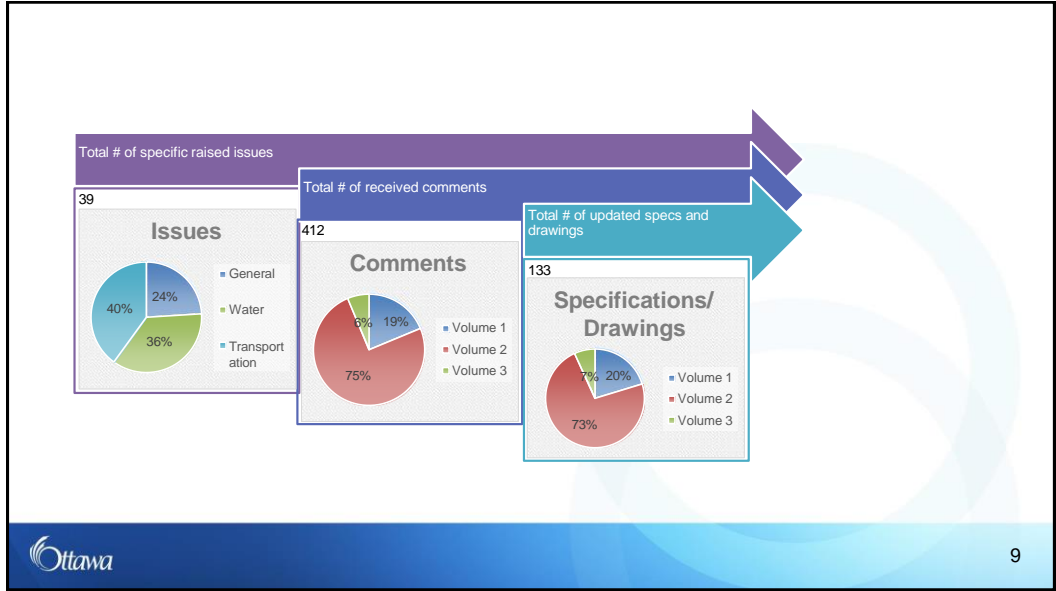 Total # of specific raised issues
39
Issues
24%
36%
40%
General
Water
Transport
ation
Total # of received comments
412
Comments
19%
75%
6%
Volume 1
Volume 2
Volume 3
Total # of updated specs and
drawings
133
Specifications/
Drawings
20%
73%
7%
Volume 1
Volume 2
Volume 3
Ottawa
9